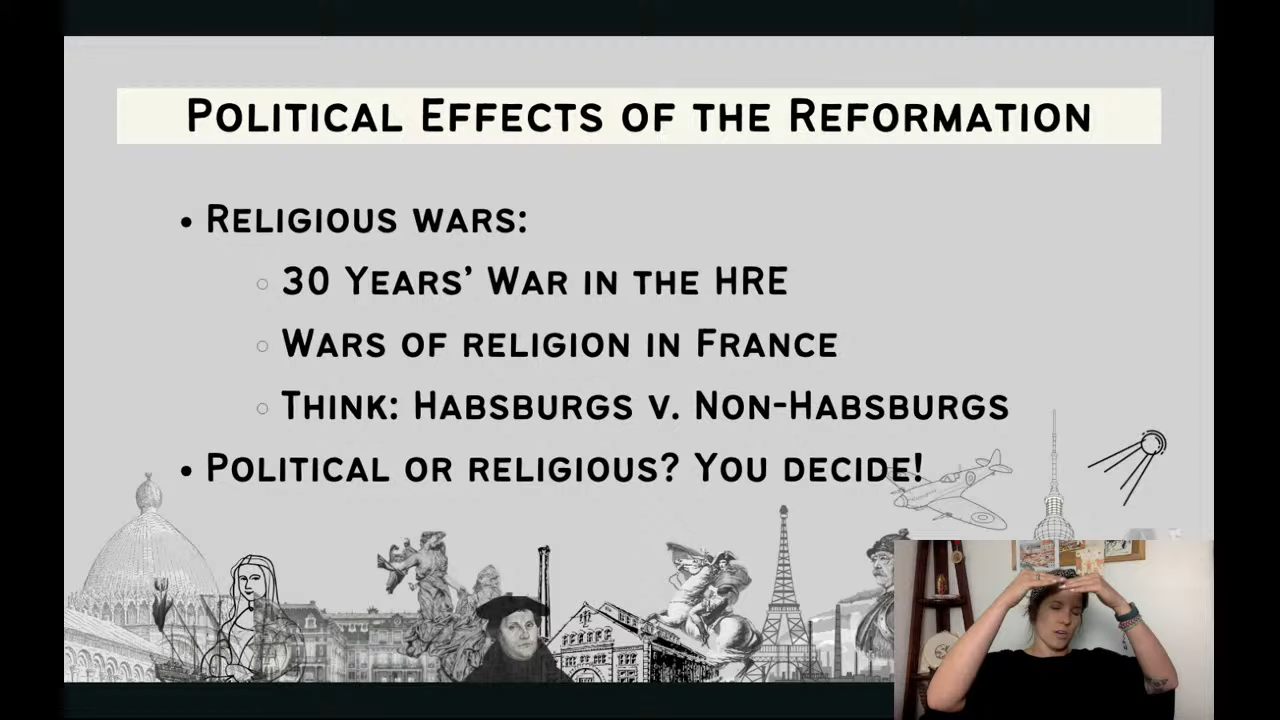 Political Effects of the Reformation
• Religious wars:
○ 30 Years’ War in the HRE
○ Wars of religion in France
○ Think: Habsburgs v. Non-Habsburgs
• Political or religious? You decide!